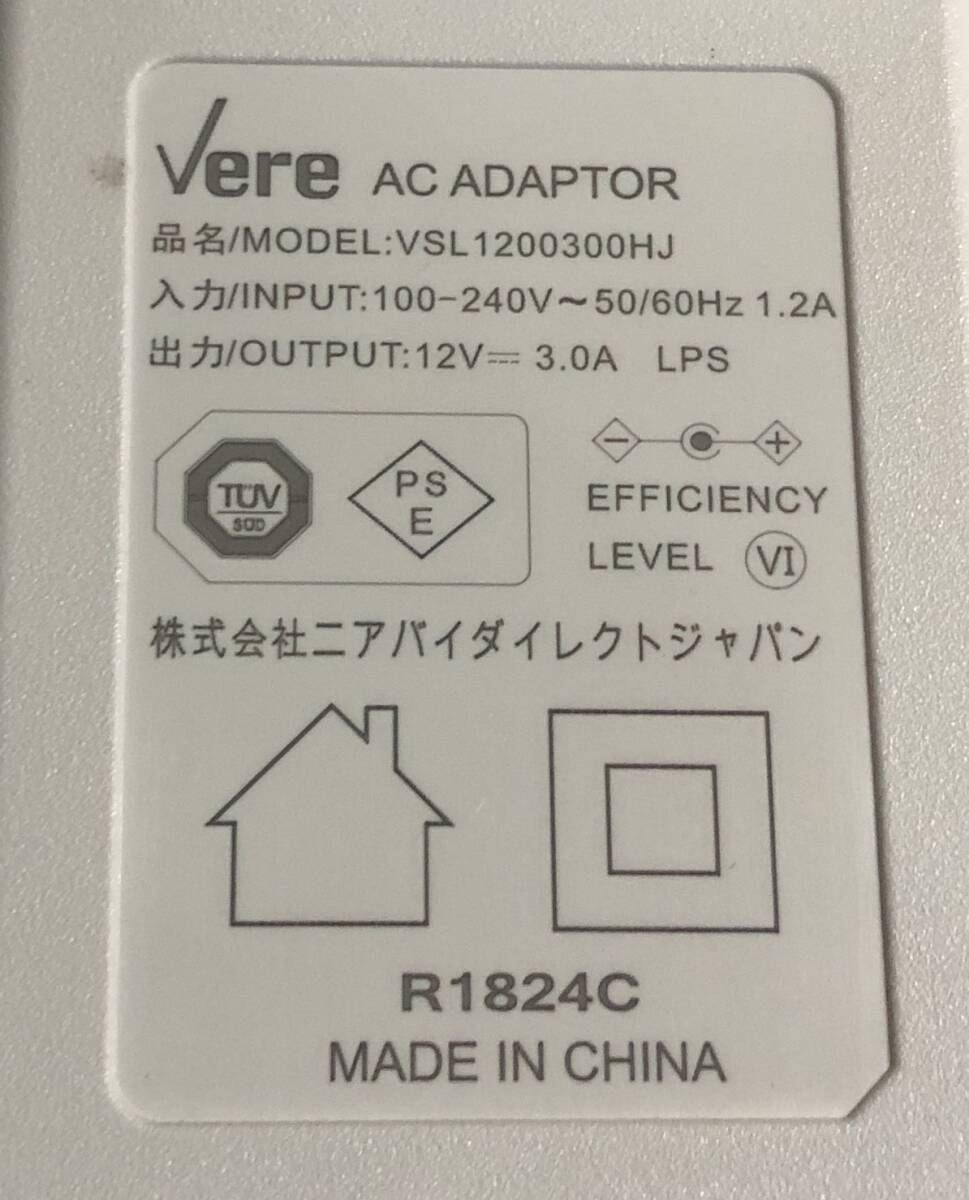 Vere AC ADAPTOR
品名/MODEL:VSL1200300HJ
入力/INPUT:100-240V～50/60Hz 1.2A
出力/OUTPUT:12V⎓ 3.0A LPS
TÜV
SÜD
PS
E
− +
EFFICIENCY
LEVEL VI
株式会社ニアバイダイレクトジャパン
R1824C
MADE IN CHINA